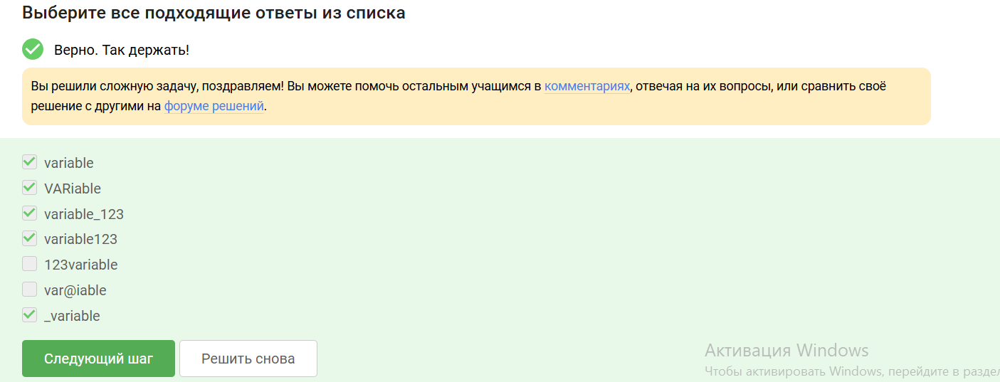 Выберите все подходящие ответы из списка
Верно. Так держать!
Вы решили сложную задачу, поздравляем! Вы можете помочь остальным учащимся в комментариях, отвечая на их вопросы, или сравнить своё
решение с другими на форуме решений.
variable
VARiable
variable_123
variable123
123variable
var@iable
_variable
Следующий шаг
Решить снова
Активация Windows
Чтобы активировать Windows, перейдите в раздел